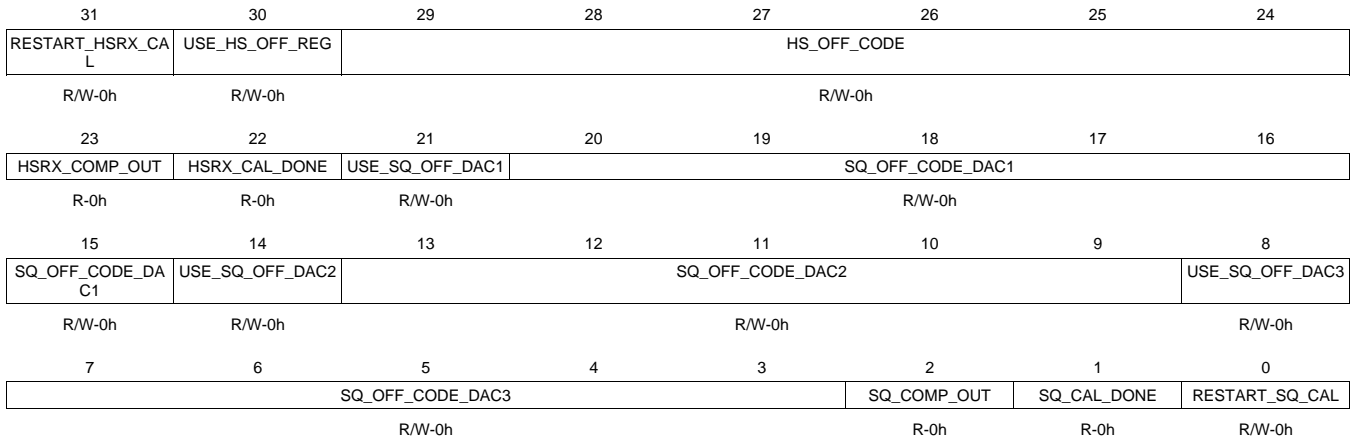 31 30 29 28 27 26 25 24
RESTART_HSRX_CA USE_HS_OFF_REG HS_OFF_CODE
L
R/W-0h R/W-0h R/W-0h
23 22 21 20 19 18 17 16
HSRX_COMP_OUT HSRX_CAL_DONE USE_SQ_OFF_DAC1 SQ_OFF_CODE_DAC1
R-0h R-0h R/W-0h R/W-0h
15 14 13 12 11 10 9 8
SQ_OFF_CODE_DA USE_SQ_OFF_DAC2 SQ_OFF_CODE_DAC2 USE_SQ_OFF_DAC3
C1
R/W-0h R/W-0h R/W-0h R/W-0h
7 6 5 4 3 2 1 0
SQ_OFF_CODE_DAC3 SQ_COMP_OUT SQ_CAL_DONE RESTART_SQ_CAL
R/W-0h R-0h R-0h R/W-0h